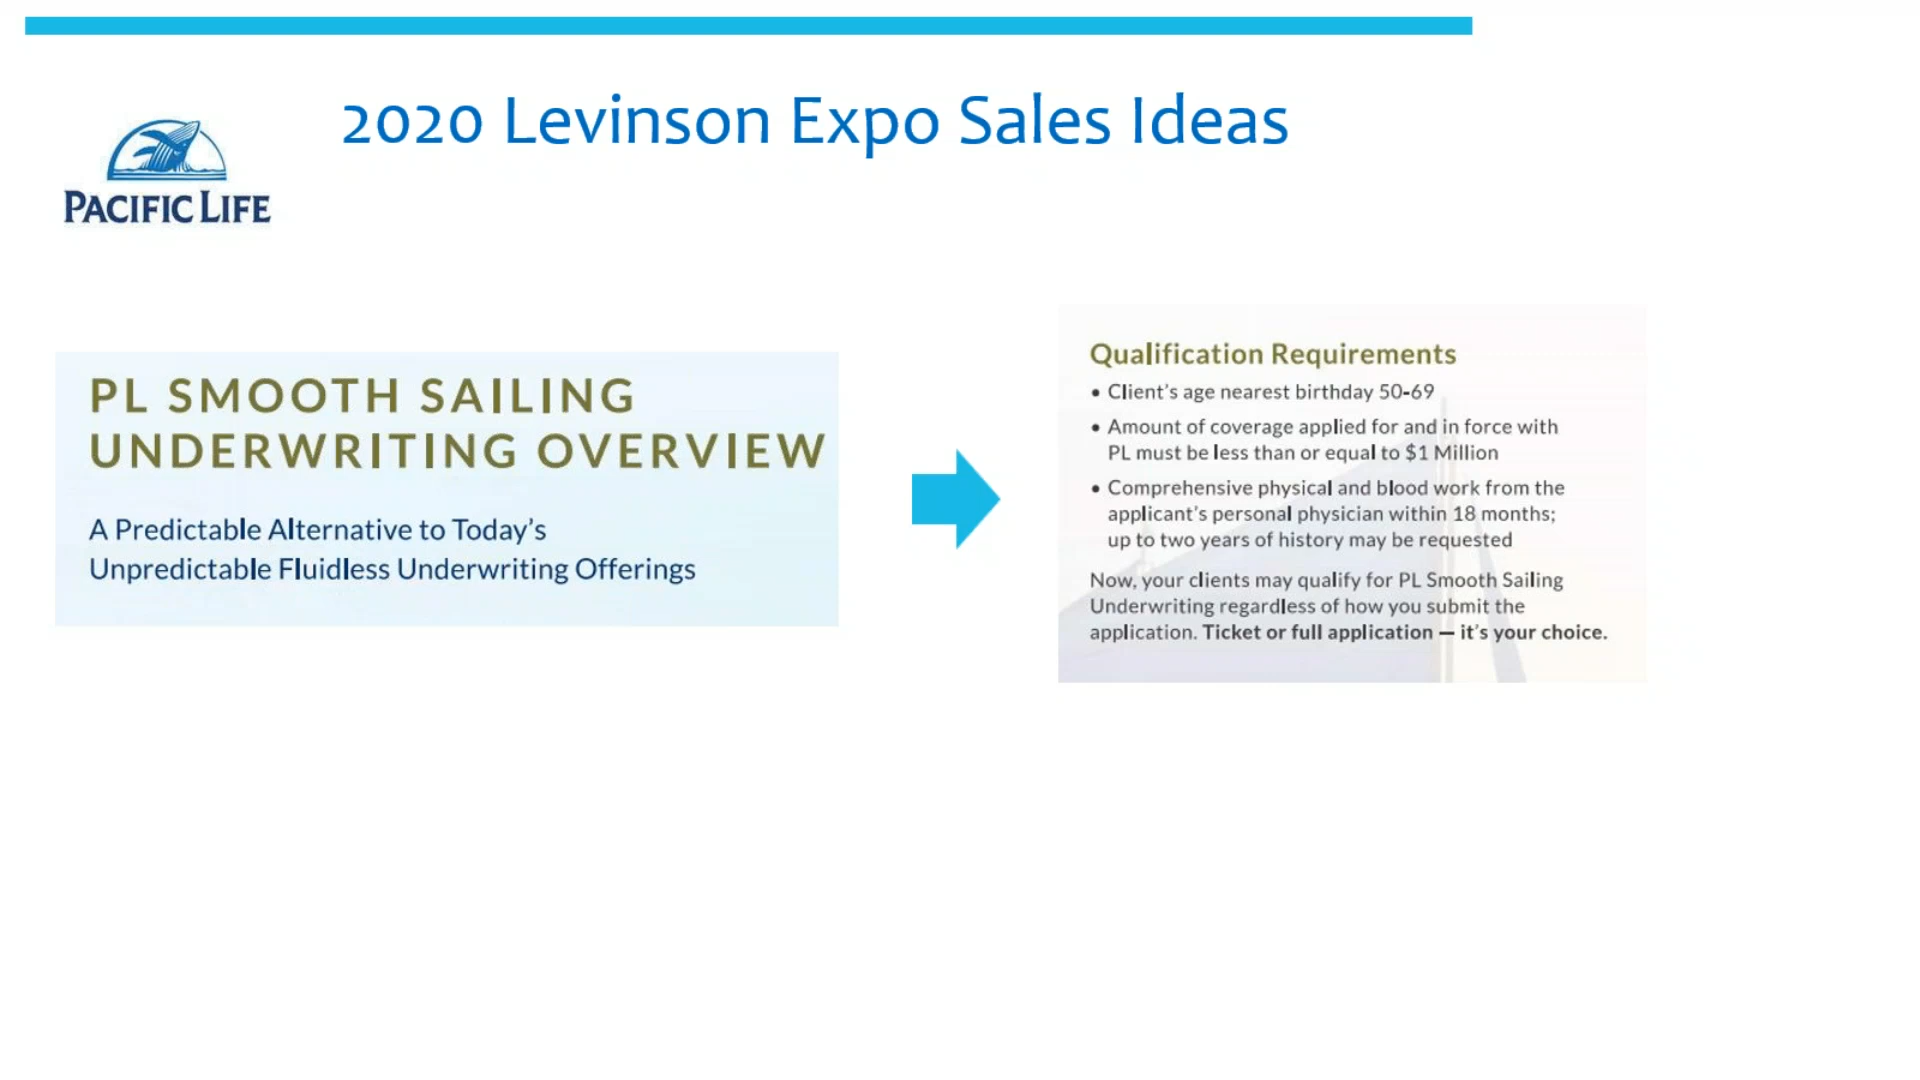 2020 Levinson Expo Sales Ideas
PACIFIC LIFE
PL SMOOTH SAILING
UNDERWRITING OVERVIEW
A Predictable Alternative to Today's
Unpredictable Fluidless Underwriting Offerings
Qualification Requirements
• Client's age nearest birthday 50-69
• Amount of coverage applied for and in force with
PL must be less than or equal to $1 Million
• Comprehensive physical and blood work from the
applicant's personal physician within 18 months;
up to two years of history may be requested
Now, your clients may qualify for PL Smooth Sailing
Underwriting regardless of how you submit the
application. Ticket or full application — it's your choice.